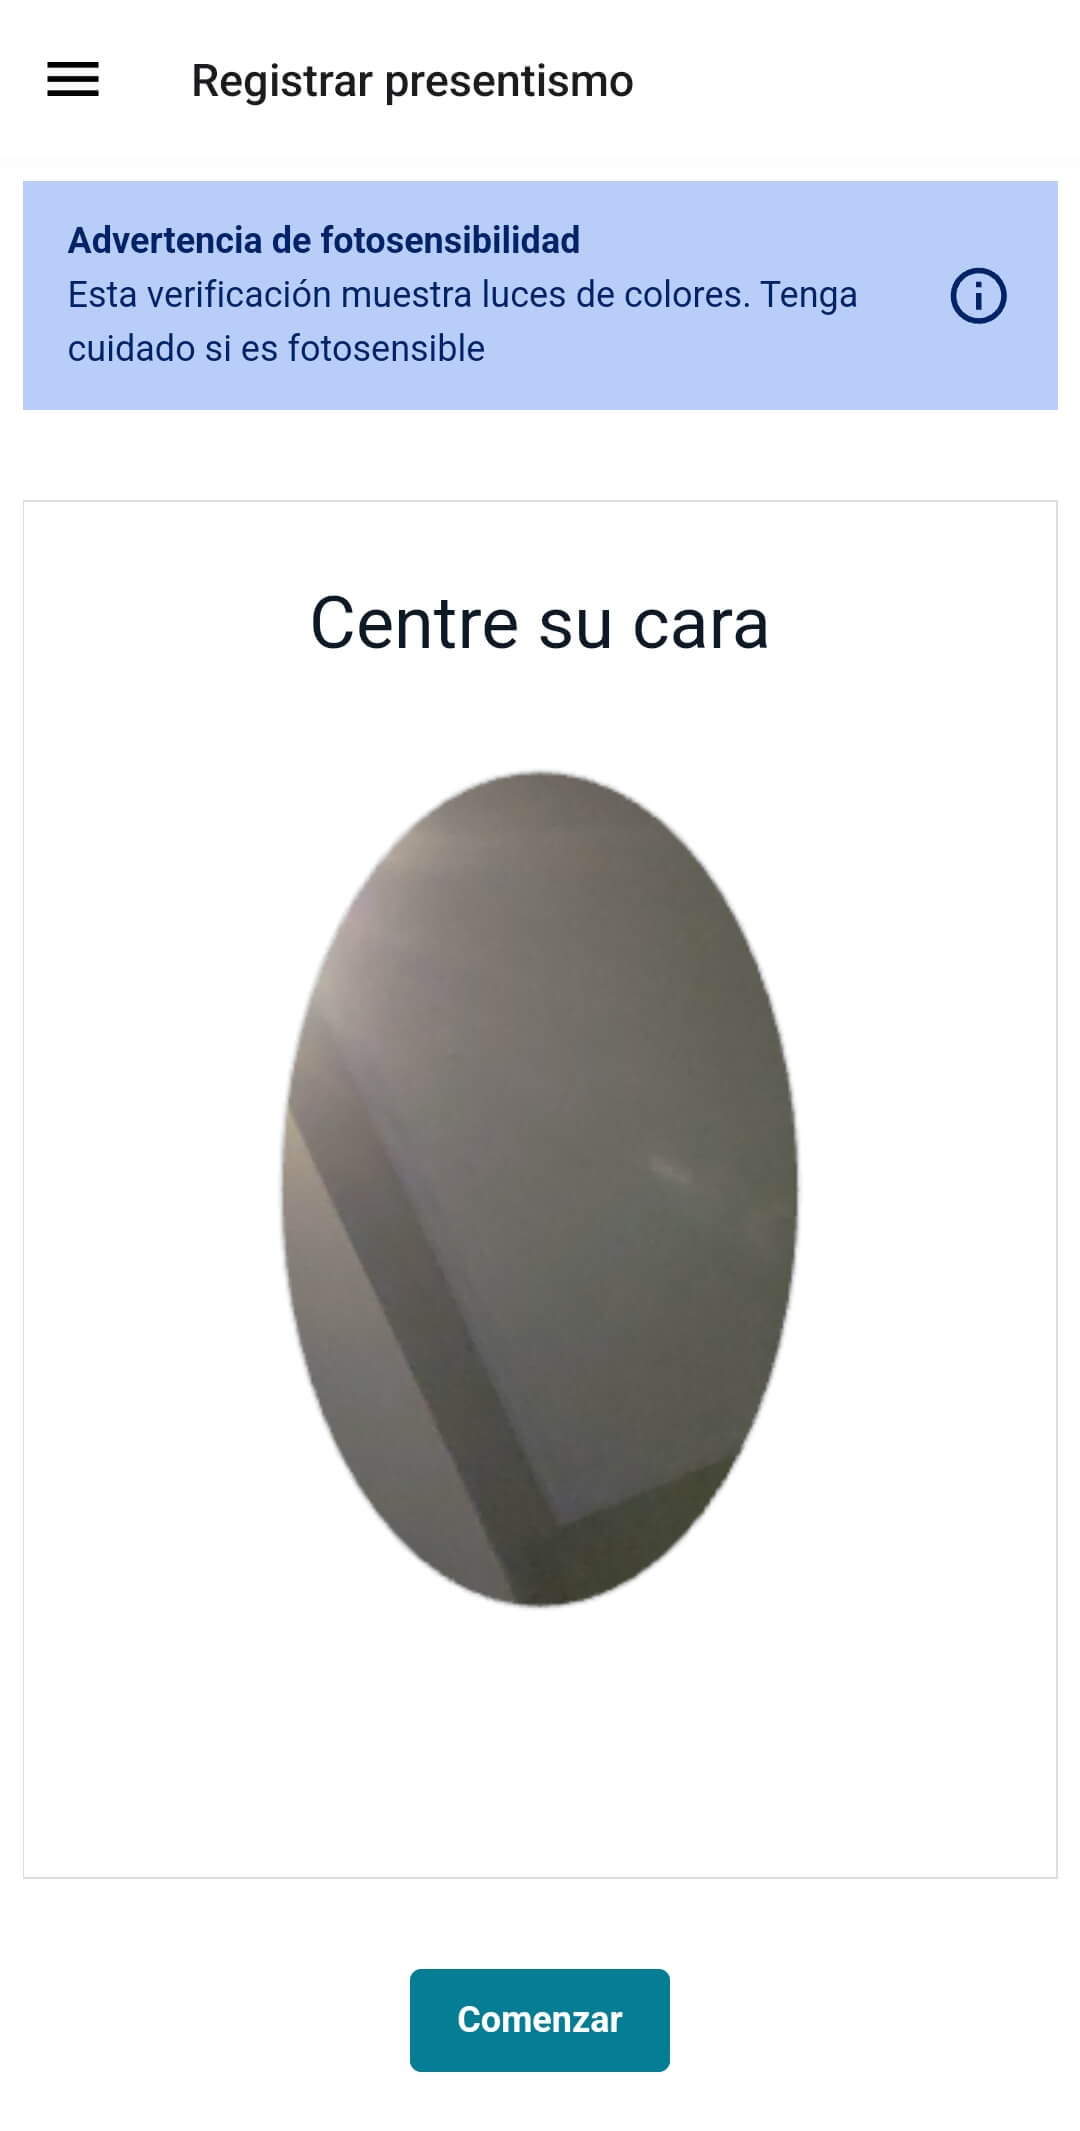 Registrar presentismo
Advertencia de fotosensibilidad
Esta verificación muestra luces de colores. Tenga
cuidado si es fotosensible
Centre su cara
Comenzar